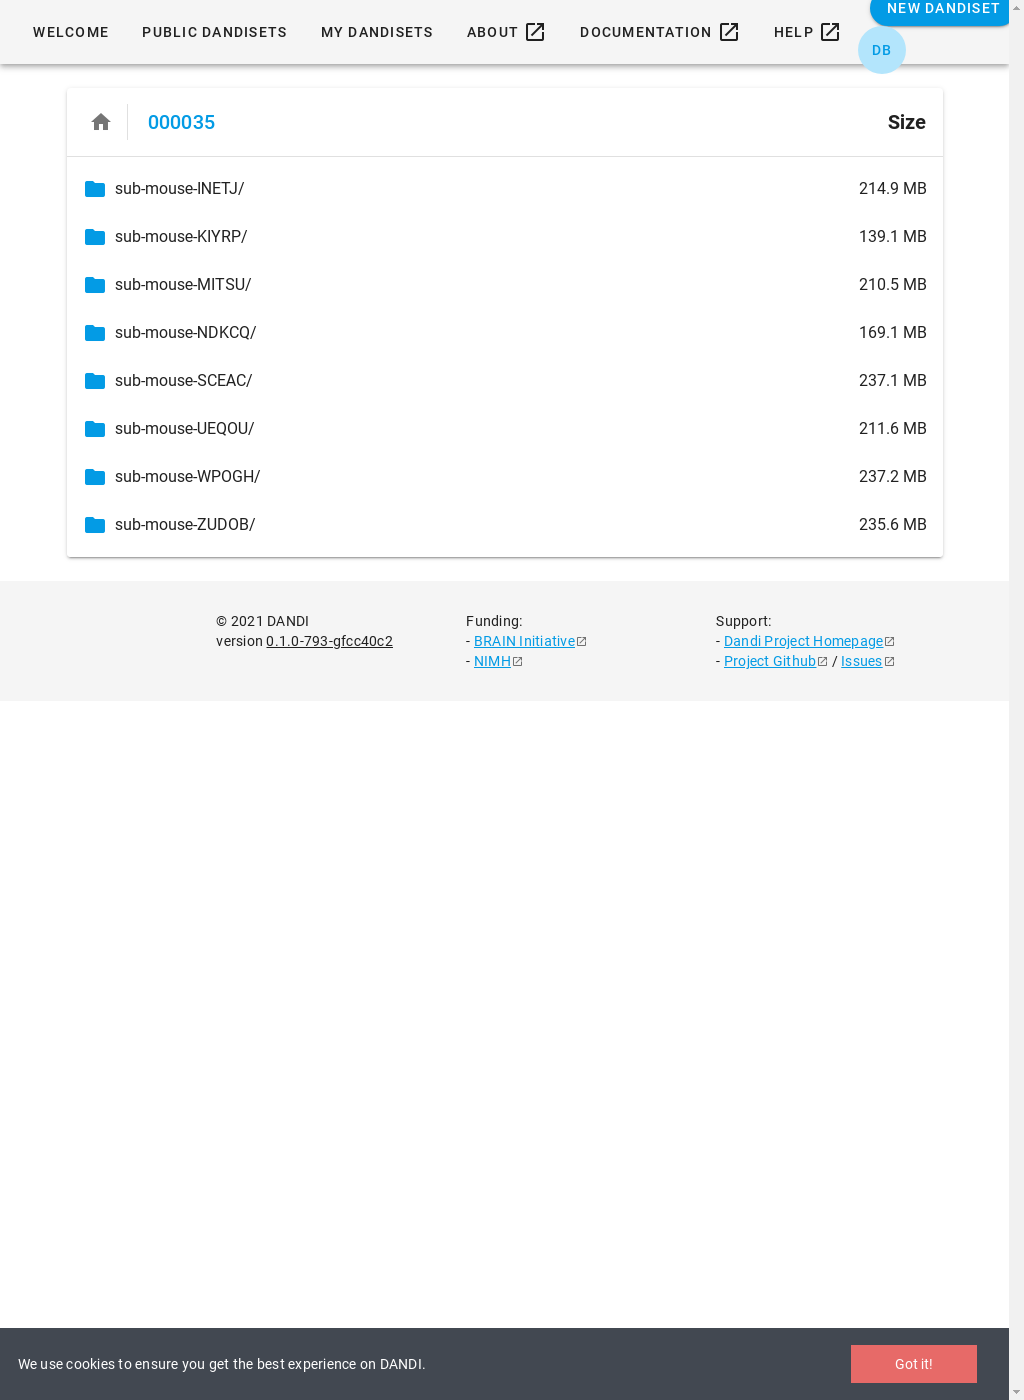 NEW DANDISET
WELCOME PUBLIC DANDISETS MY DANDISETS ABOUT DOCUMENTATION HELP
DB
000035 Size
sub-mouse-INETJ/ 214.9 MB
sub-mouse-KIYRP/ 139.1 MB
sub-mouse-MITSU/ 210.5 MB
sub-mouse-NDKCQ/ 169.1 MB
sub-mouse-SCEAC/ 237.1 MB
sub-mouse-UEQOU/ 211.6 MB
sub-mouse-WPOGH/ 237.2 MB
sub-mouse-ZUDOB/ 235.6 MB
© 2021 DANDI
version 0.1.0-793-gfcc40c2
Funding:
- BRAIN Initiative
- NIMH
Support:
- Dandi Project Homepage
- Project Github / Issues
We use cookies to ensure you get the best experience on DANDI. Got it!